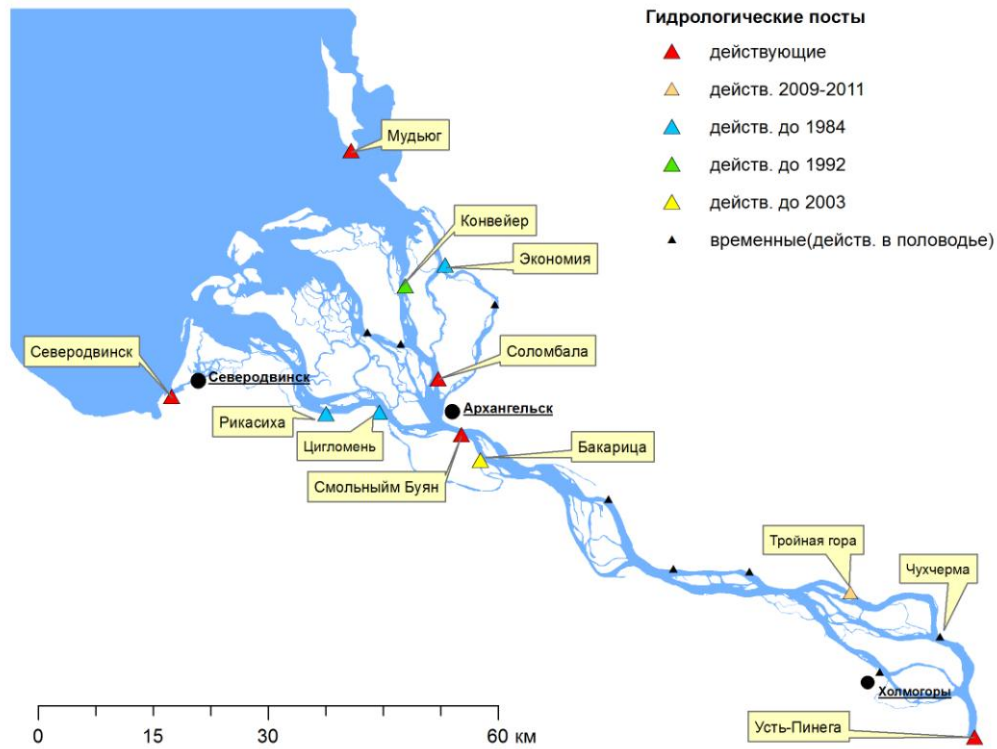 Гидрологические посты
действующие
действ. 2009-2011
действ. до 1984
действ. до 1992
действ. до 2003
временные(действ. в половодье)
Мудьюг
Конвейер
Экономия
Северодвинск
Северодвинск
Соломбала
Архангельск
Рикасиха
Цигломень
Бакарица
Смольныйм Буян
Тройная гора
Чухчерма
Холмогоры
Усть-Пинега
0 15 30 60 км